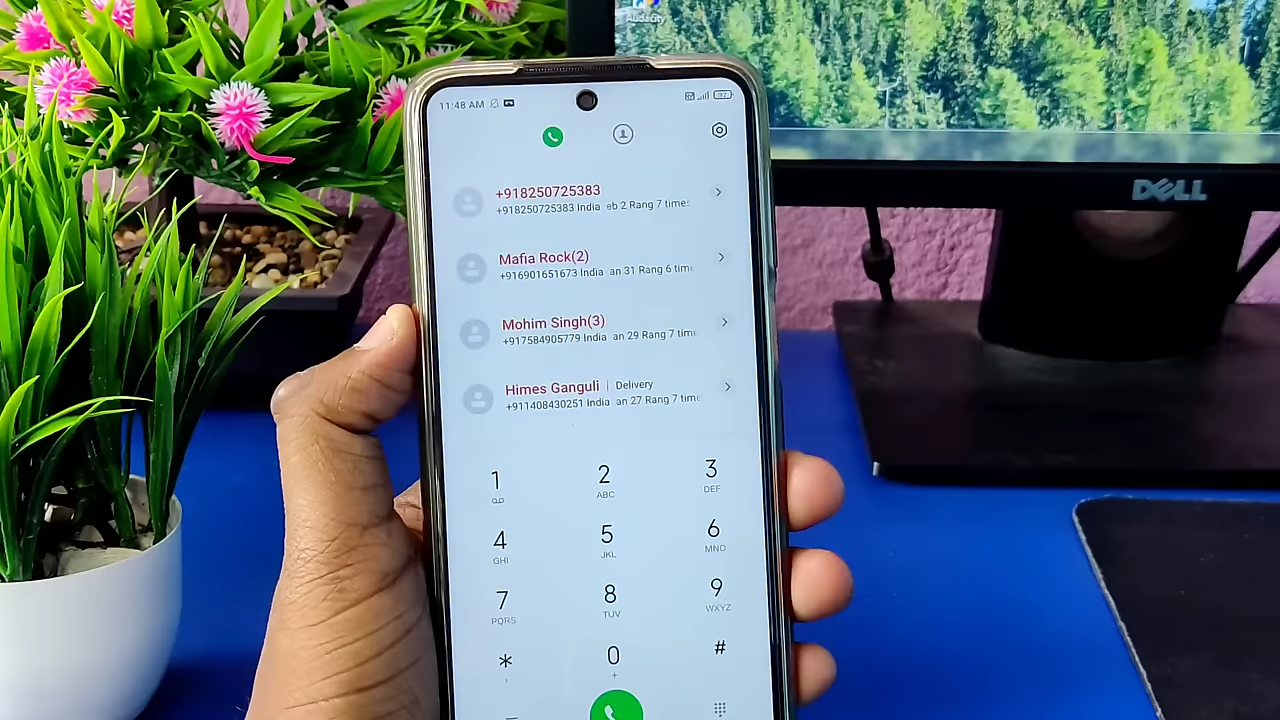 Audacity
11:48 AM
+918250725383
+918250725383 India eb 2 Rang 7 times
Mafia Rock(2)
+916901651673 India an 31 Rang 6 time
Mohim Singh(3)
+917584905779 India an 29 Rang 7 time
Himes Ganguli | Delivery
+911408430251 India an 27 Rang 7 time
DELL
1 2 3
ABC DEF
4 5 6
GHI JKL MNO
7 8 9
PQRS TUV WXYZ
* 0 #
, +